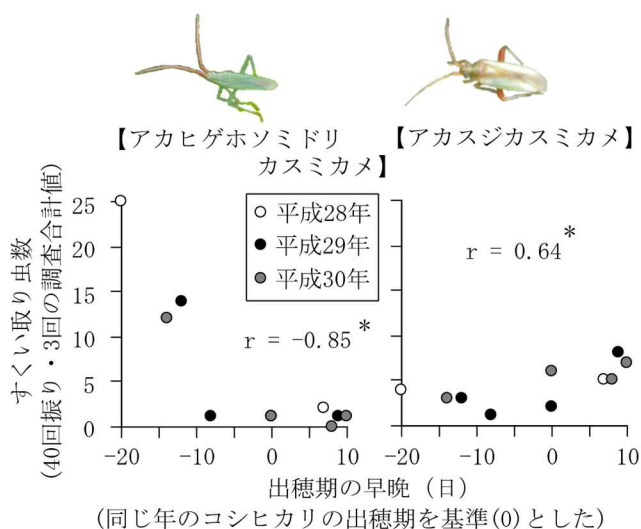 【アカヒゲホソミドリ
カスミカメ】
【アカスジカスミカメ】
すくい取り虫数
(40回振り・3回の調査合計値)
25
20
15
10
5
0
平成28年
平成29年
平成30年
r = -0.85*
r = 0.64*
-20 -10 0 10
-20 -10 0 10
出穂期の早晩（日）
(同じ年のコシヒカリの出穂期を基準(0)とした)